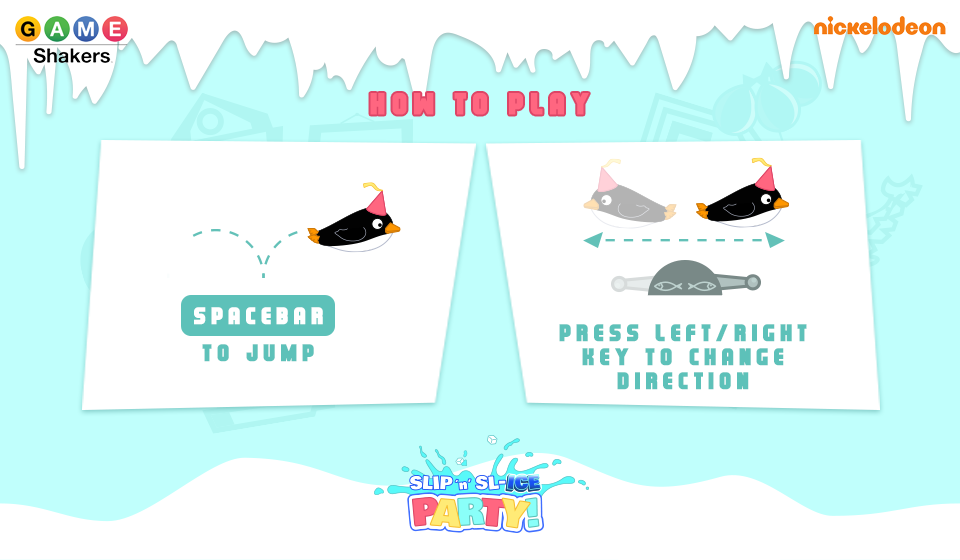 GAME
Shakers
nickelodeon
HOW TO PLAY
SPACEBAR
TO JUMP
PRESS LEFT/RIGHT
KEY TO CHANGE
DIRECTION
SLIP 'n' SL-ICE
PARTY!